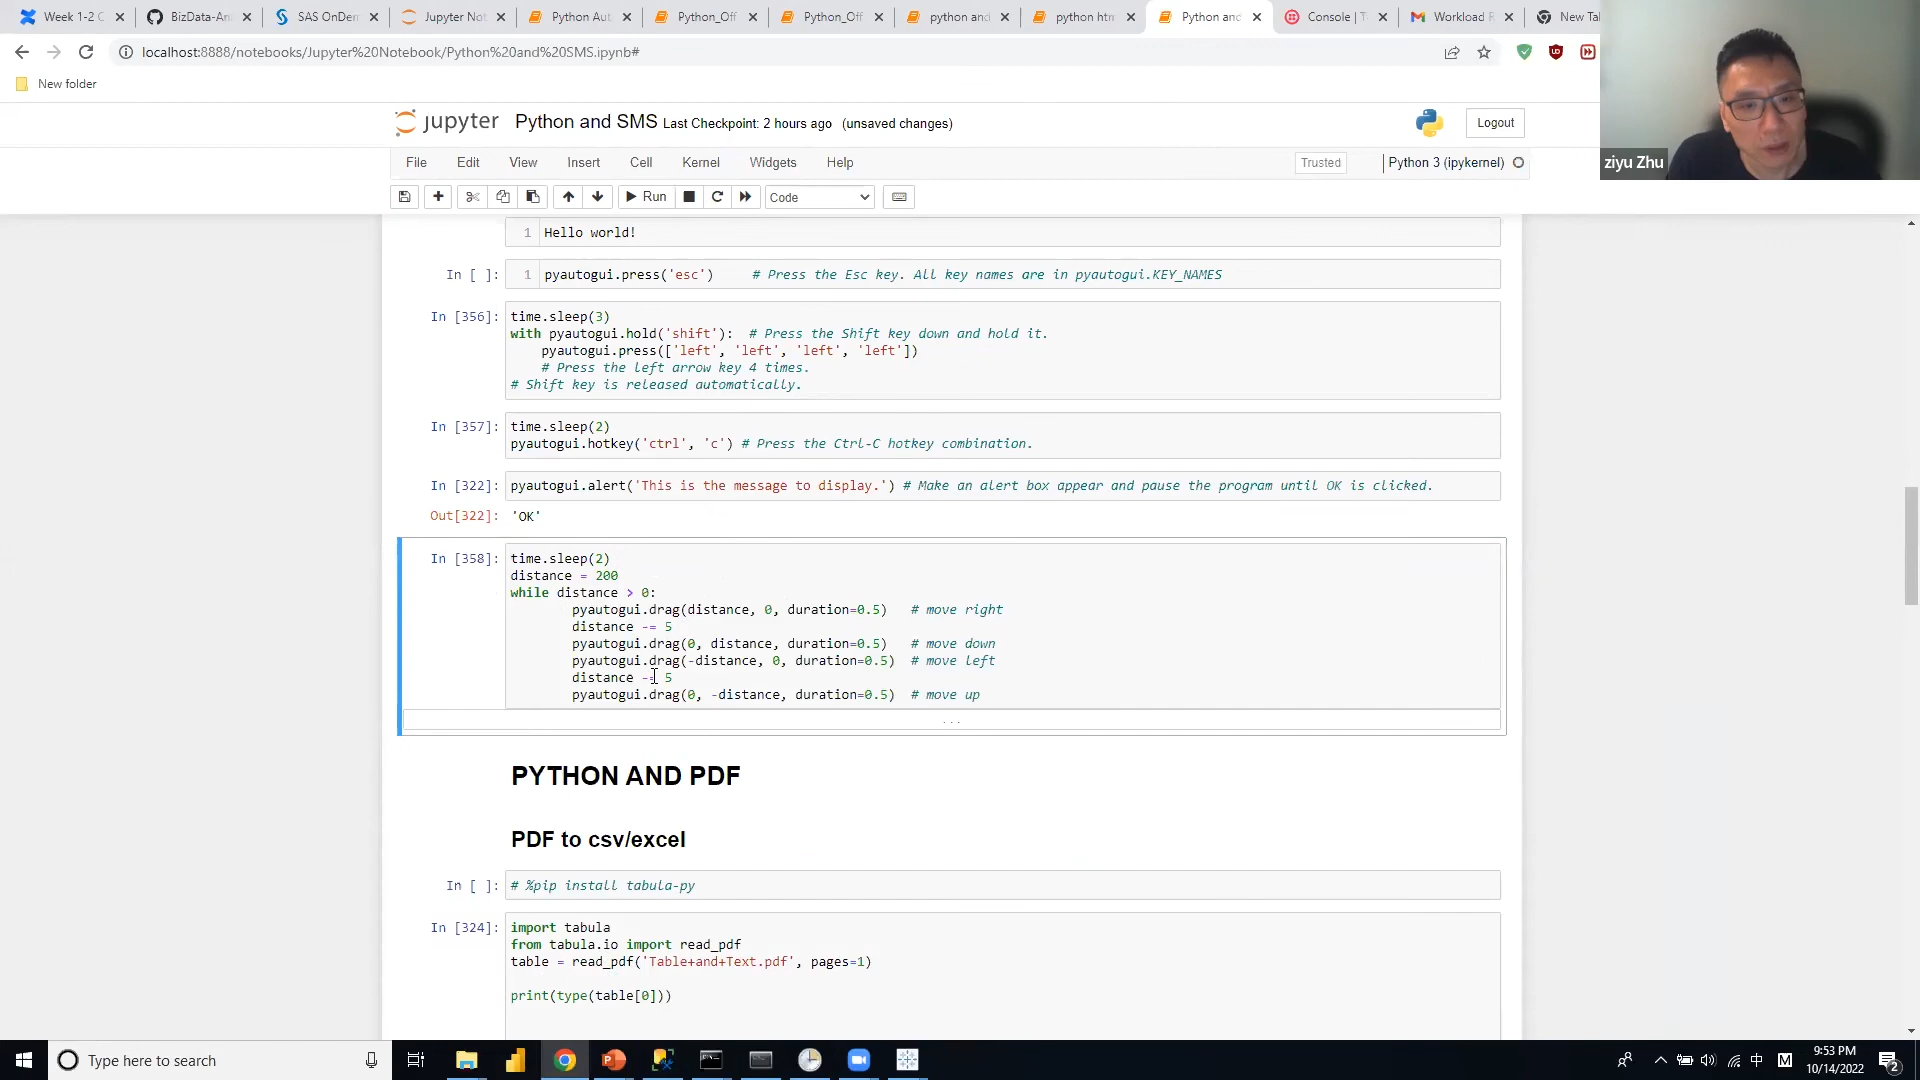 Week 1-2 C
BizData-An
SAS OnDem
Jupyter Not
Python Aut
Python_Off
Python_Off
python and
python htm
Python and
Console | T
Workload R
New Tal
localhost:8888/notebooks/Jupyter%20Notebook/Python%20and%20SMS.ipynb#
New folder
jupyter Python and SMS Last Checkpoint: 2 hours ago (unsaved changes)
Logout
ziyu Zhu
File Edit View Insert Cell Kernel Widgets Help
Trusted
Python 3 (ipykernel)
Run
Code
1 Hello world!
In [ ]: 1 pyautogui.press('esc') # Press the Esc key. All key names are in pyautogui.KEY_NAMES
In [356]: time.sleep(3)
with pyautogui.hold('shift'): # Press the Shift key down and hold it.
pyautogui.press(['left', 'left', 'left', 'left'])
# Press the left arrow key 4 times.
# Shift key is released automatically.
In [357]: time.sleep(2)
pyautogui.hotkey('ctrl', 'c') # Press the Ctrl-C hotkey combination.
In [322]: pyautogui.alert('This is the message to display.') # Make an alert box appear and pause the program until OK is clicked.
Out[322]: 'OK'
In [358]: time.sleep(2)
distance = 200
while distance > 0:
pyautogui.drag(distance, 0, duration=0.5) # move right
distance -= 5
pyautogui.drag(0, distance, duration=0.5) # move down
pyautogui.drag(-distance, 0, duration=0.5) # move left
distance -= 5
pyautogui.drag(0, -distance, duration=0.5) # move up
...
PYTHON AND PDF
PDF to csv/excel
In [ ]: # %pip install tabula-py
In [324]: import tabula
from tabula.io import read_pdf
table = read_pdf('Table+and+Text.pdf', pages=1)
print(type(table[0]))
Type here to search
中
M
9:53 PM
10/14/2022
2